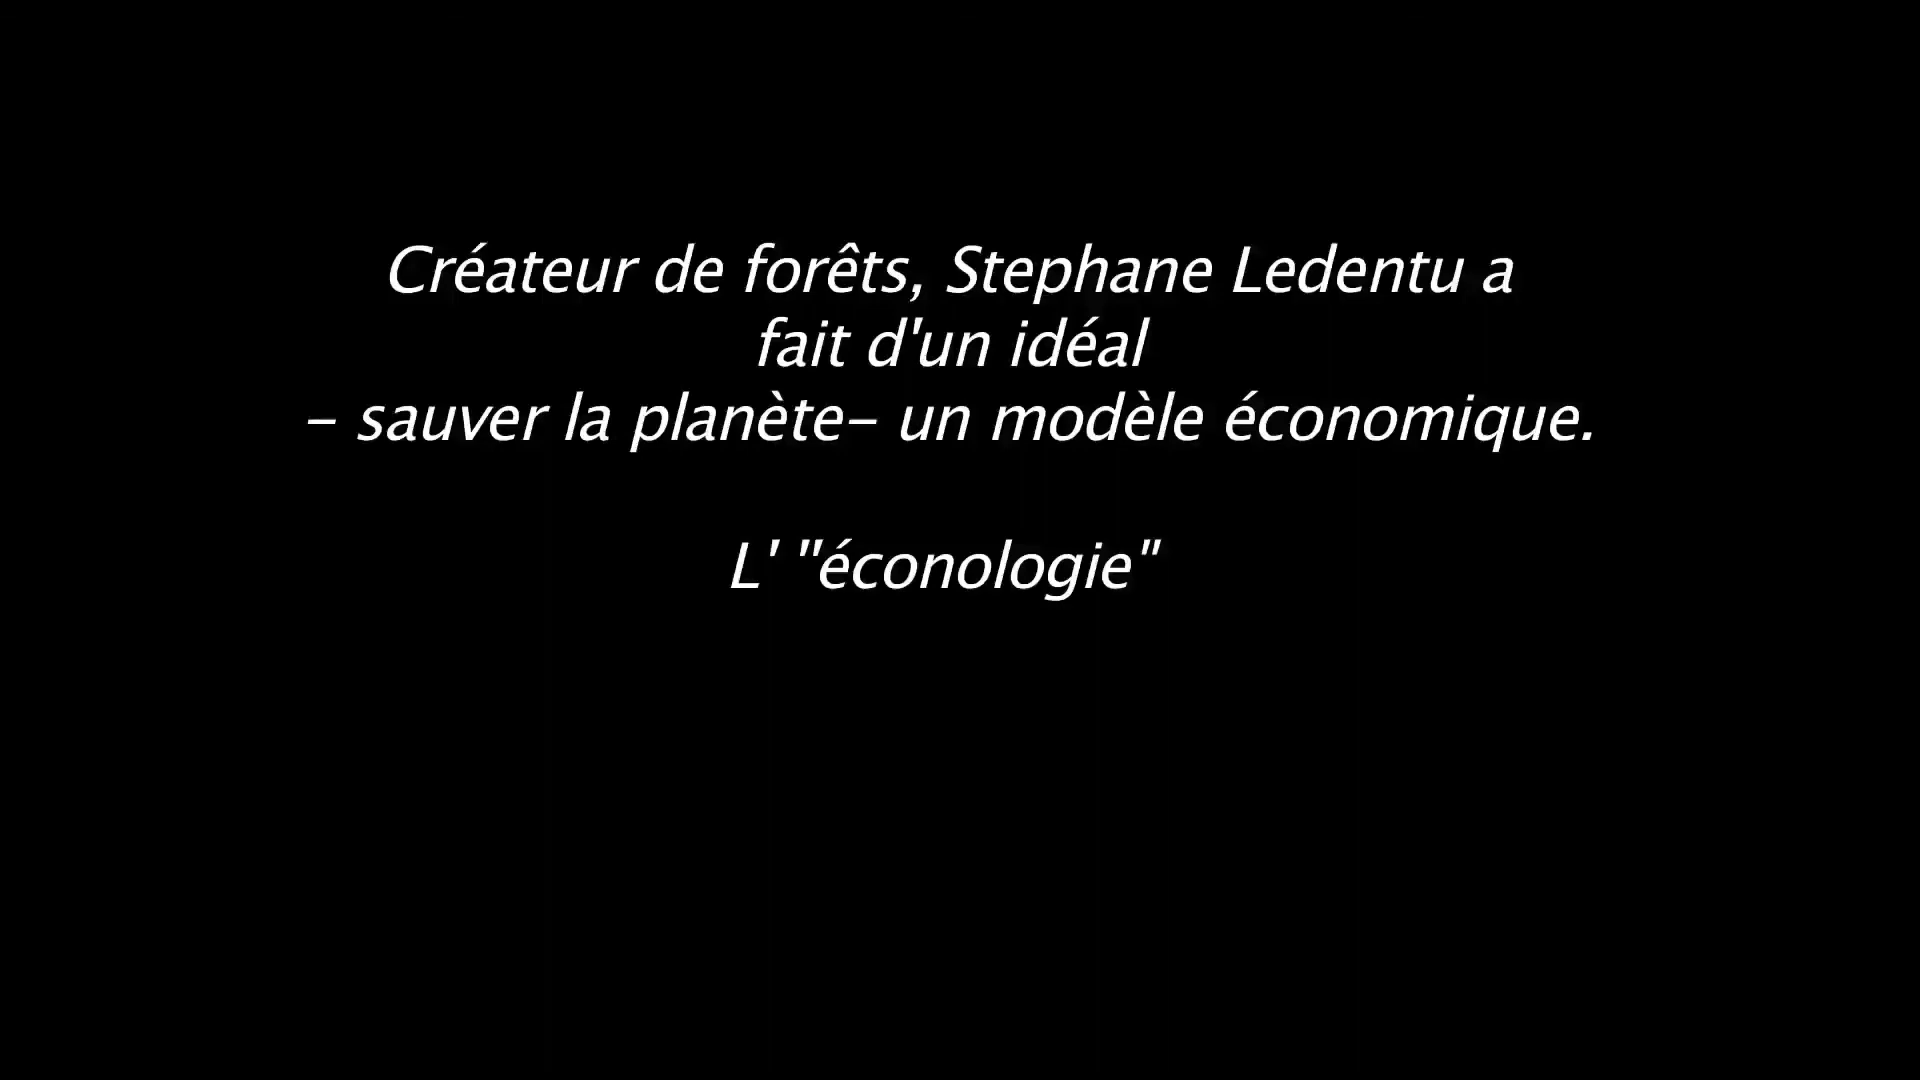 Créateur de forêts, Stephane Ledentu a
fait d'un idéal
– sauver la planète– un modèle économique.
L' "éconologie"